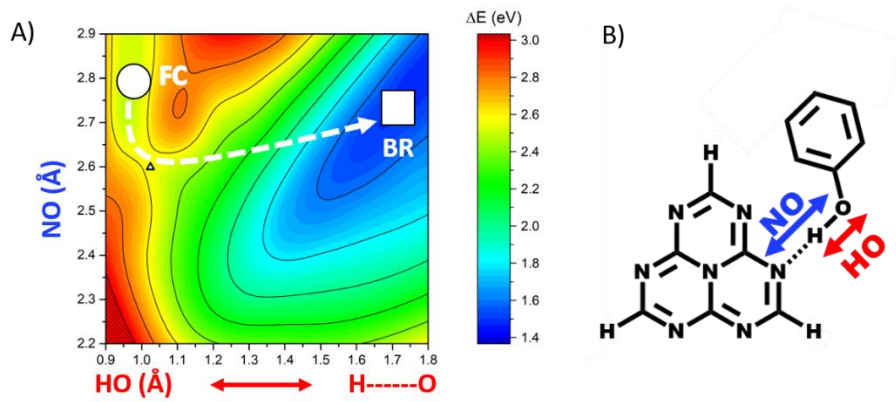 A)
ΔE (eV)
B)
2.9
2.8
2.7
2.6
2.5
2.4
2.3
2.2
NO (Å)
FC
BR
0.9 1.0 1.1 1.2 1.3 1.4 1.5 1.6 1.7 1.8
HO (Å) H------O
3.0
2.8
2.6
2.4
2.2
2.0
1.8
1.6
1.4
H
N N
N N N
H N N H
NO
O
H
HO